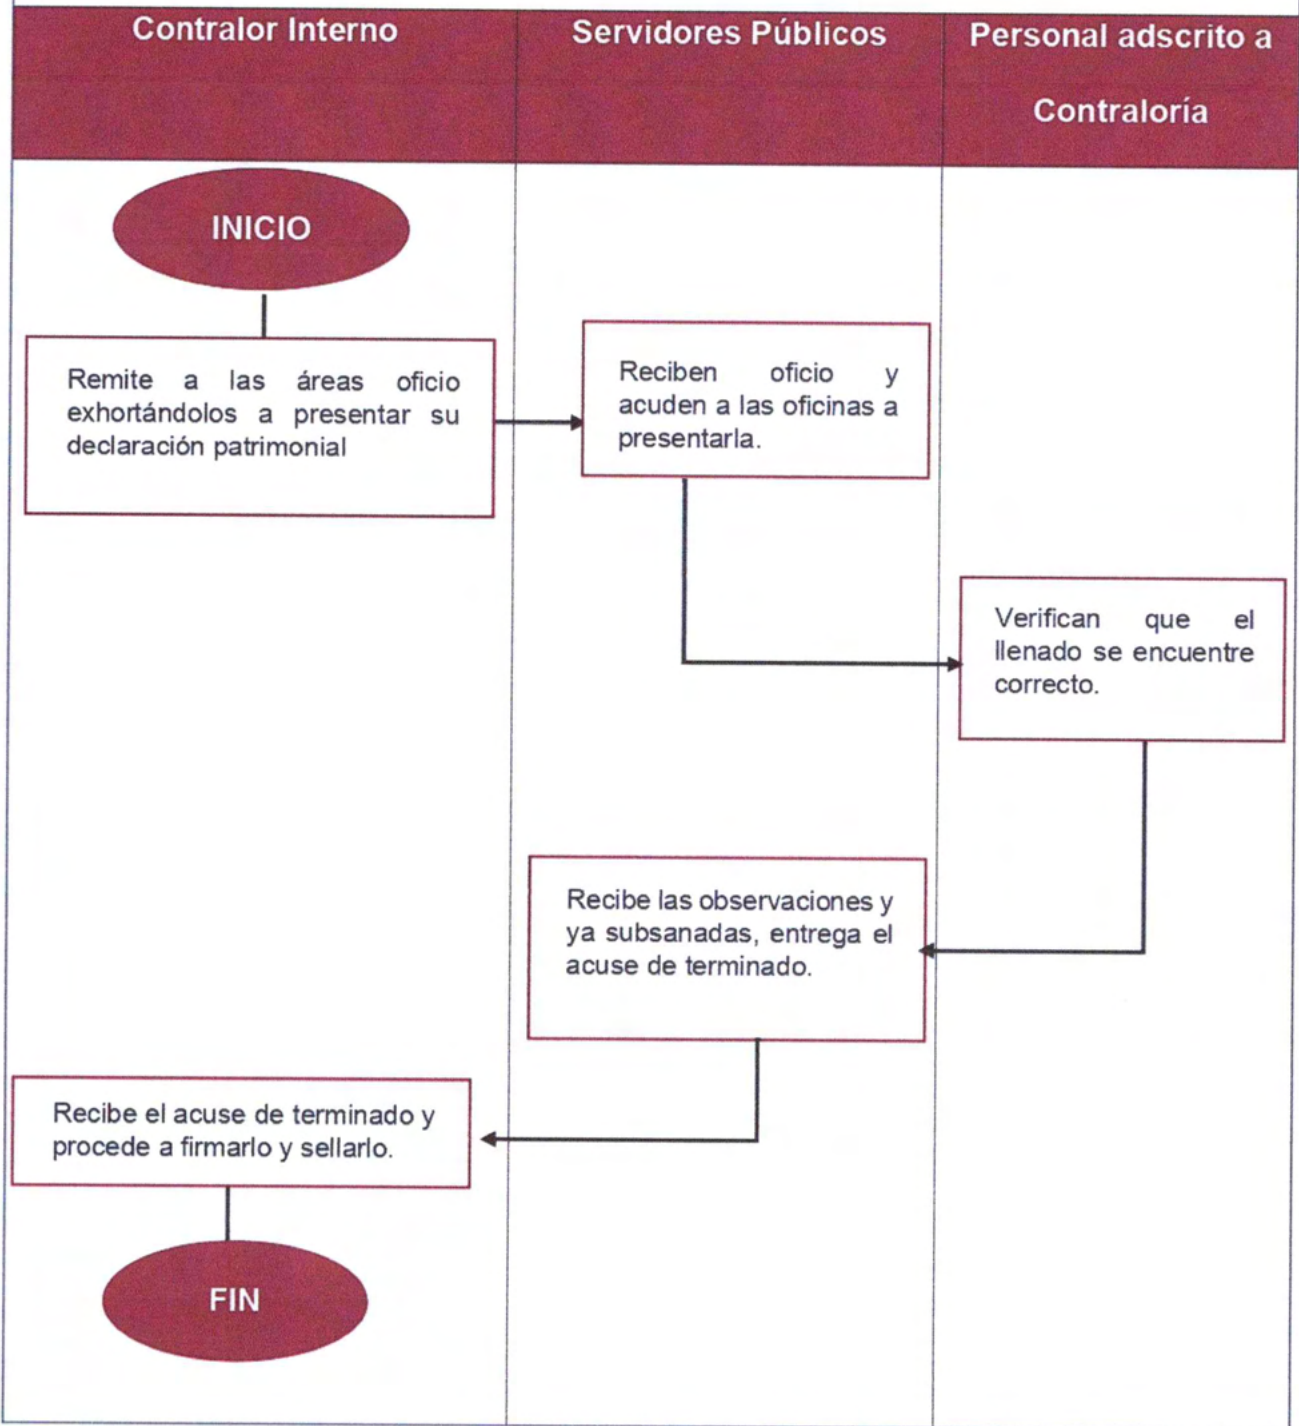 Contralor Interno
Servidores Públicos
Personal adscrito a
Contraloría
INICIO
Remite a las áreas oficio
exhortándolos a presentar su
declaración patrimonial
Reciben oficio y
acuden a las oficinas a
presentarla.
Verifican que el
llenado se encuentre
correcto.
Recibe las observaciones y
ya subsanadas, entrega el
acuse de terminado.
Recibe el acuse de terminado y
procede a firmarlo y sellarlo.
FIN